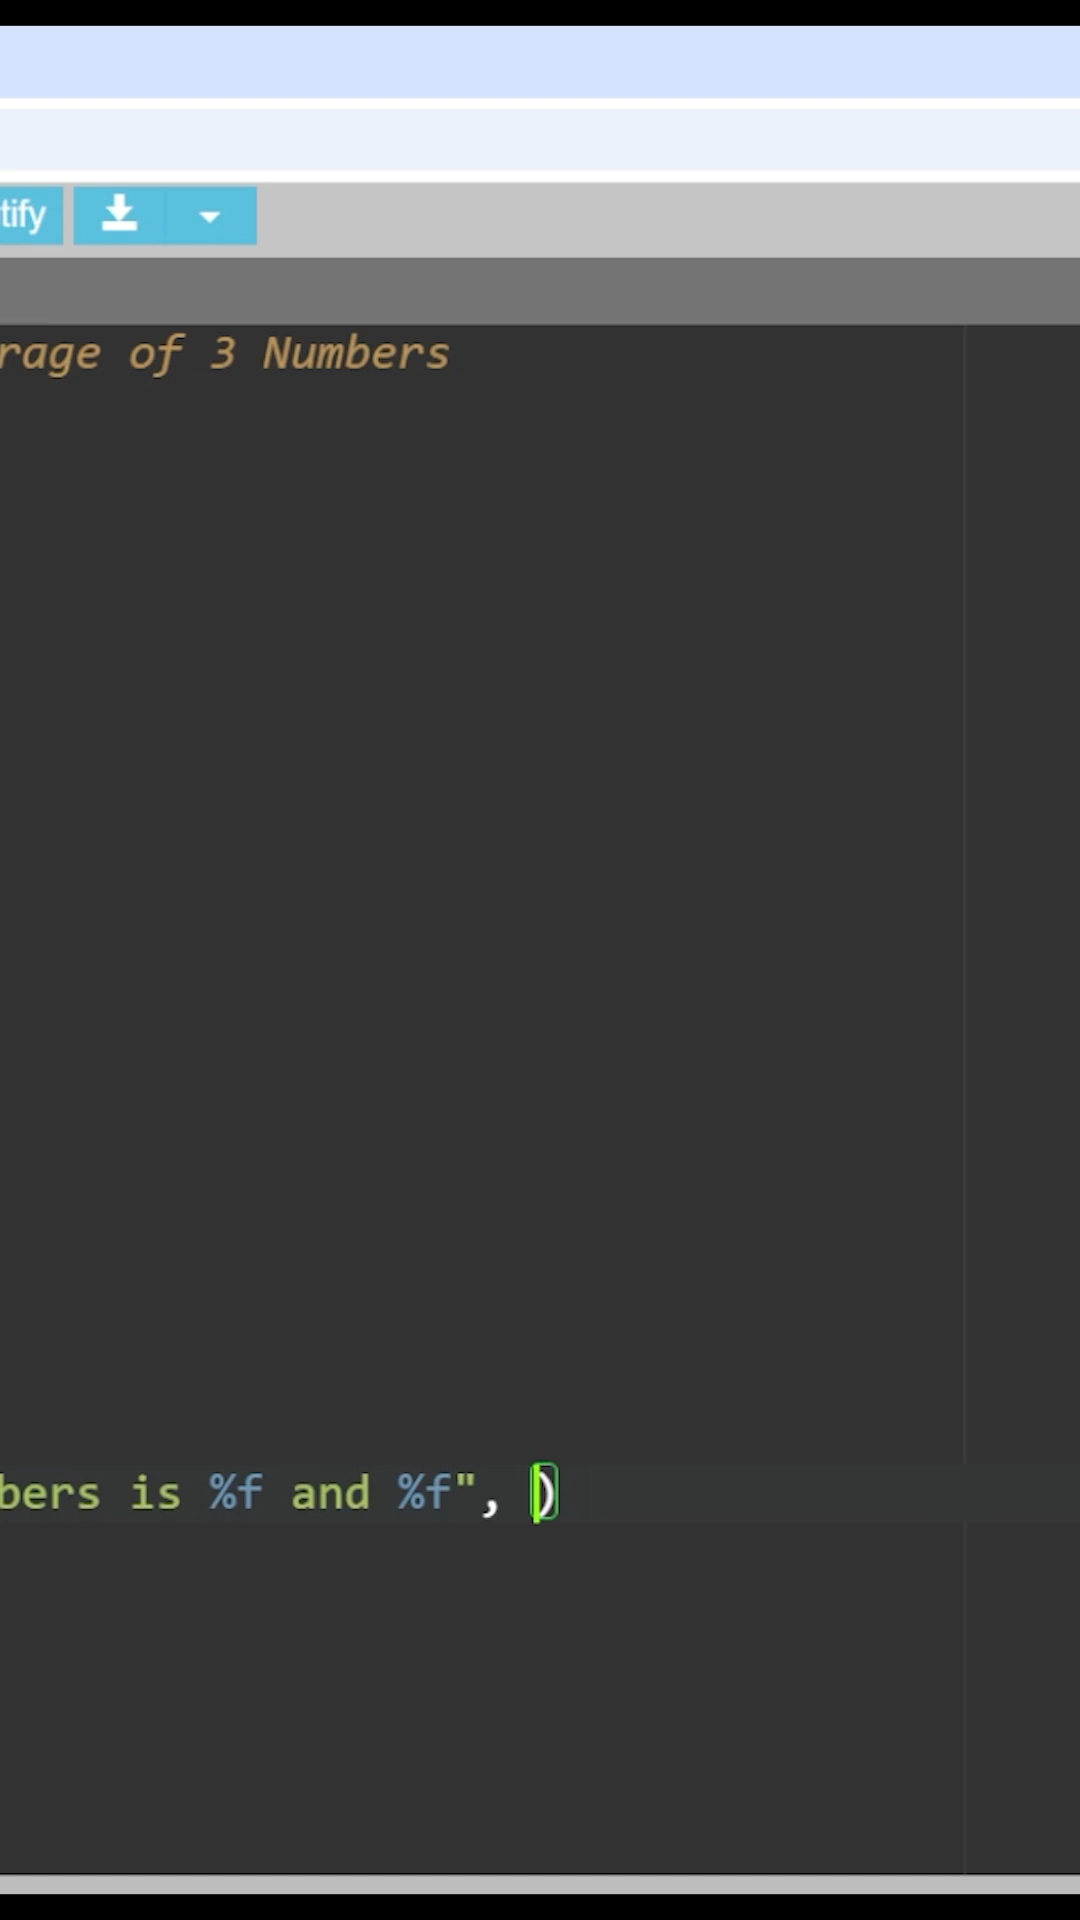 tify
rage of 3 Numbers
bers is %f and %f", )